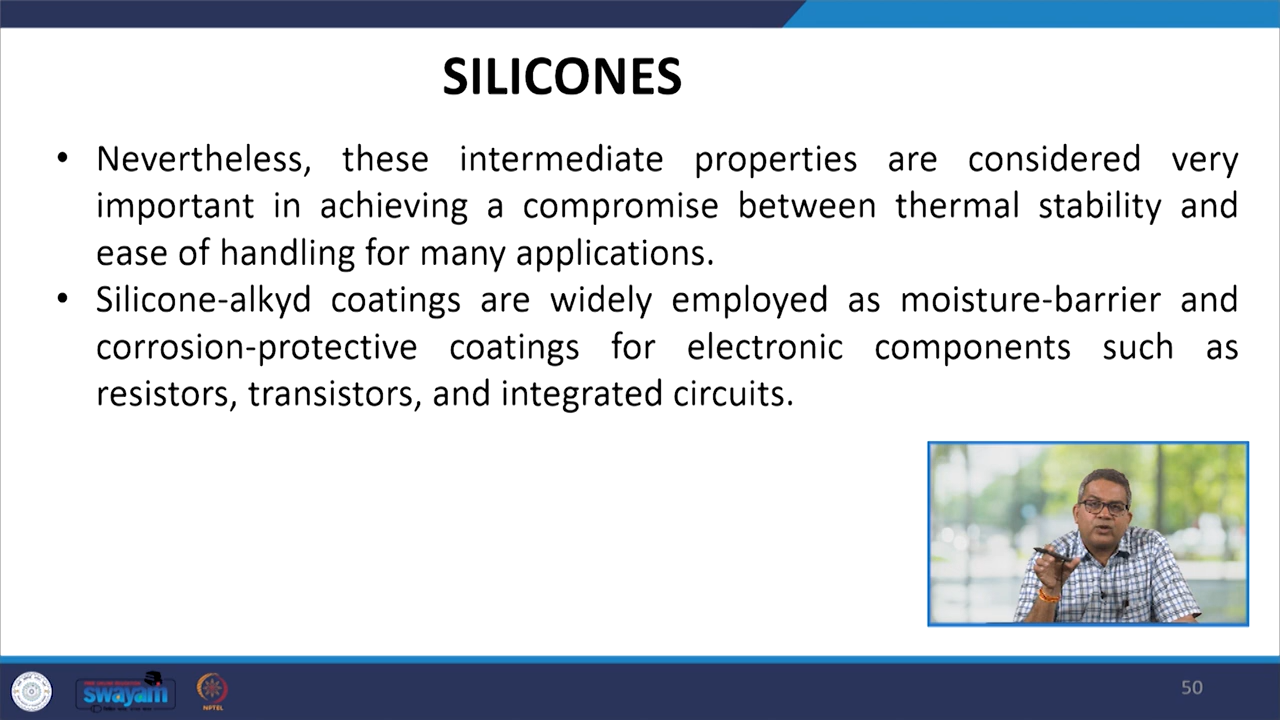 SILICONES
• Nevertheless, these intermediate properties are considered very
important in achieving a compromise between thermal stability and
ease of handling for many applications.
• Silicone-alkyd coatings are widely employed as moisture-barrier and
corrosion-protective coatings for electronic components such as
resistors, transistors, and integrated circuits.
swayam
NPTEL
50